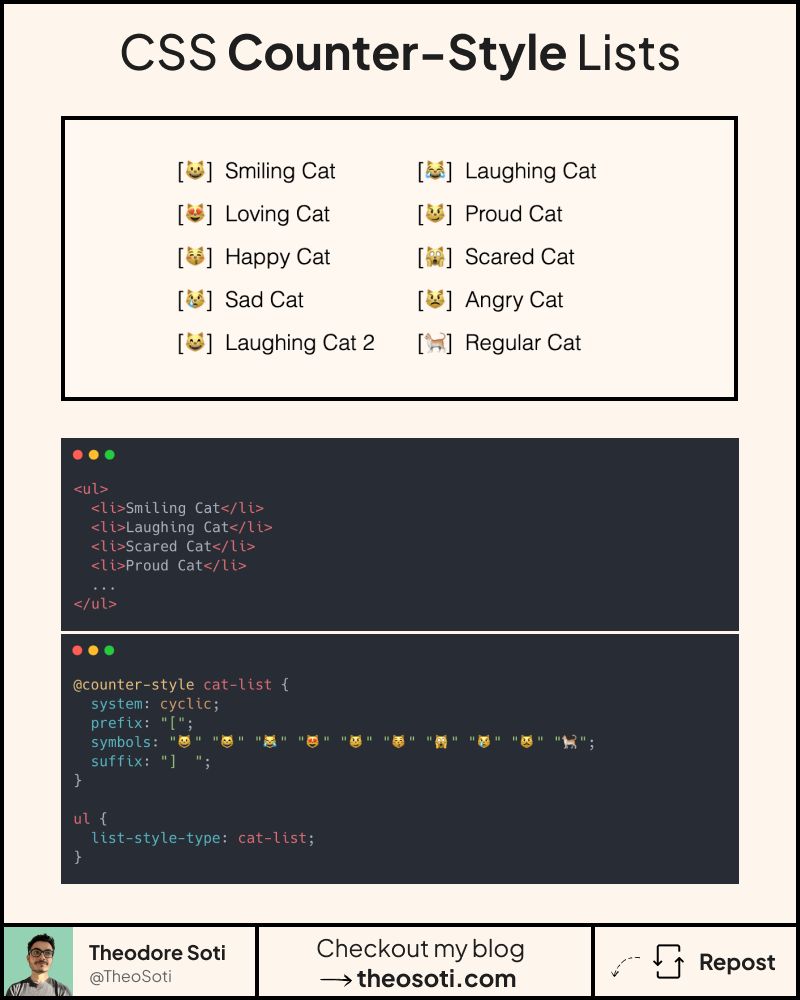 CSS Counter-Style Lists
[😺] Smiling Cat
[😹] Laughing Cat
[😻] Loving Cat
[😼] Proud Cat
[😽] Happy Cat
[🙀] Scared Cat
[😿] Sad Cat
[😾] Angry Cat
[😸] Laughing Cat 2
[🐈] Regular Cat
<ul>
  <li>Smiling Cat</li>
  <li>Laughing Cat</li>
  <li>Scared Cat</li>
  <li>Proud Cat</li>
  ...
</ul>
@counter-style cat-list {
  system: cyclic;
  prefix: "[";
  symbols: "😺" "😸" "😹" "😻" "😼" "😽" "🙀" "😿" "😾" "🐈";
  suffix: "]  ";
}
ul {
  list-style-type: cat-list;
}
Theodore Soti
@TheoSoti
Checkout my blog
→ theosoti.com
Repost